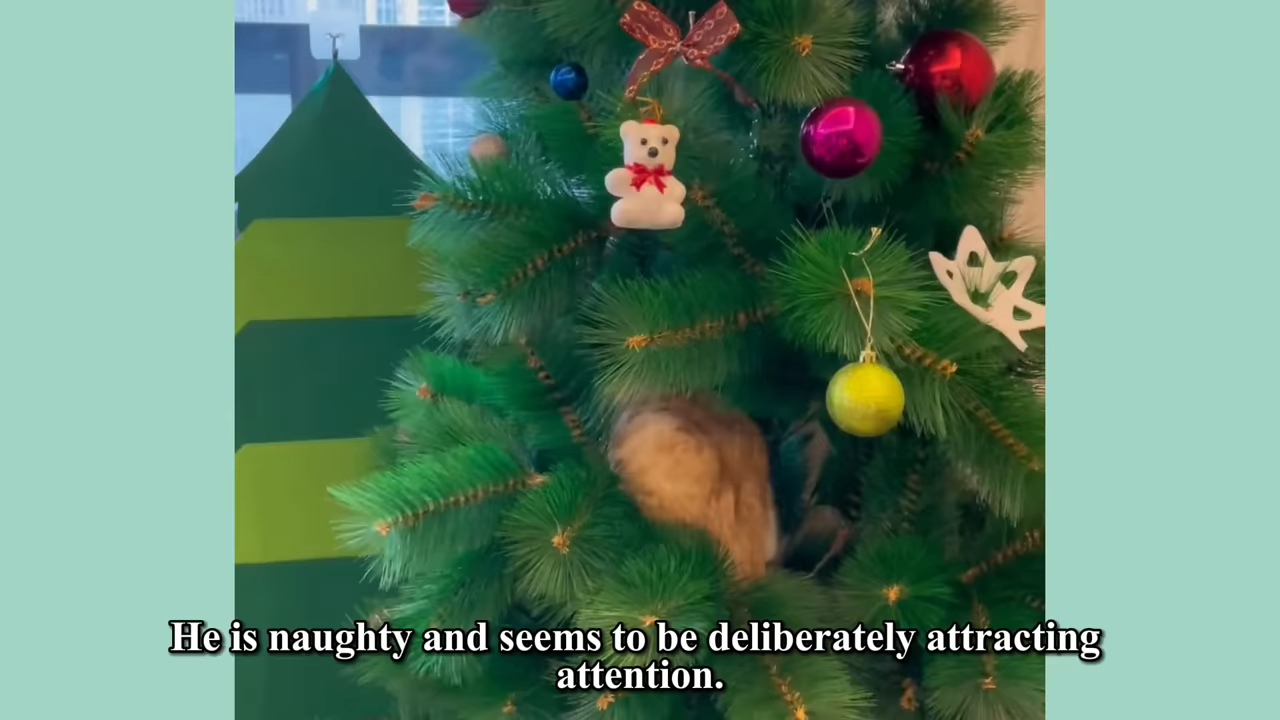 He is naughty and seems to be deliberately attracting
attention.